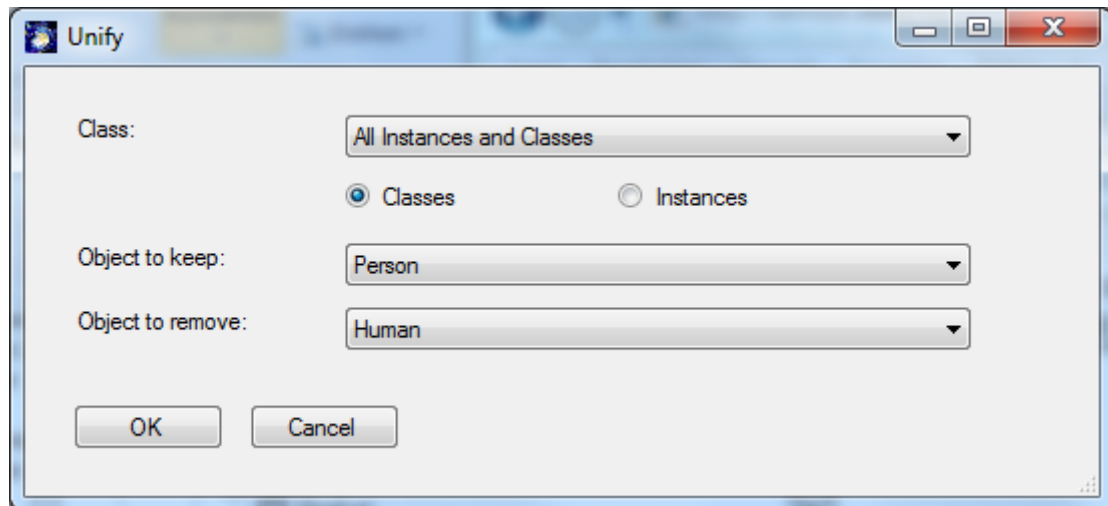 Unify
Class: All Instances and Classes
Classes Instances
Object to keep: Person
Object to remove: Human
OK Cancel